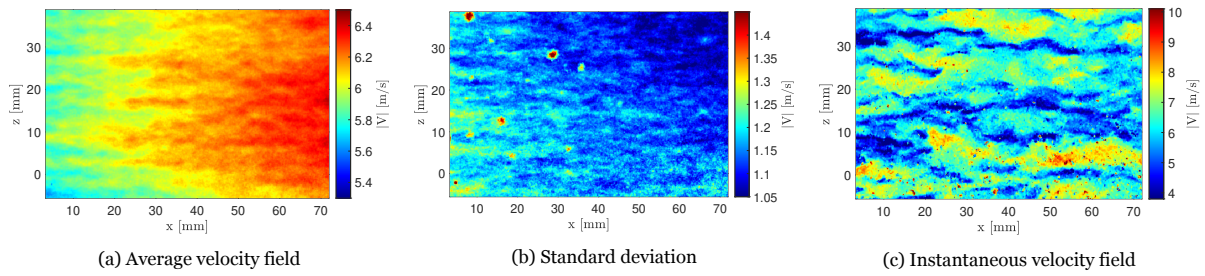 30
20
10
0
z [mm]
10 20 30 40 50 60 70
x [mm]
6.4
6.2
6
5.8
5.6
5.4
|V| [m/s]
(a) Average velocity field
30
20
10
0
z [mm]
10 20 30 40 50 60 70
x [mm]
1.4
1.35
1.3
1.25
1.2
1.15
1.1
1.05
|V| [m/s]
(b) Standard deviation
30
20
10
0
z [mm]
10 20 30 40 50 60 70
x [mm]
10
9
8
7
6
5
4
|V| [m/s]
(c) Instantaneous velocity field